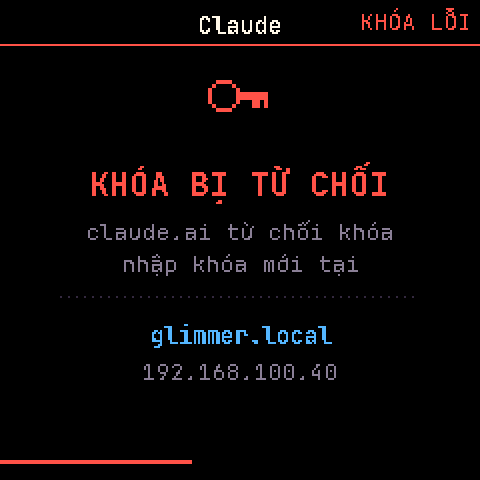 Claude
KHÓA LỖI
KHÓA BỊ TỪ CHỐI
claude.ai từ chối khóa
nhập khóa mới tại
glimmer.local
192.168.100.40